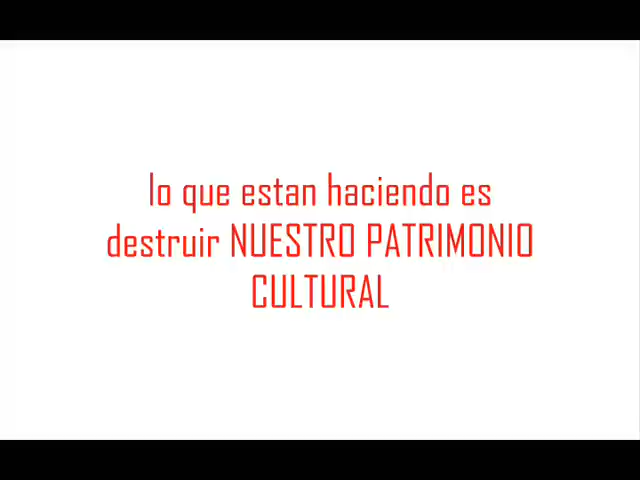 lo que estan haciendo es
destruir NUESTRO PATRIMONIO
CULTURAL